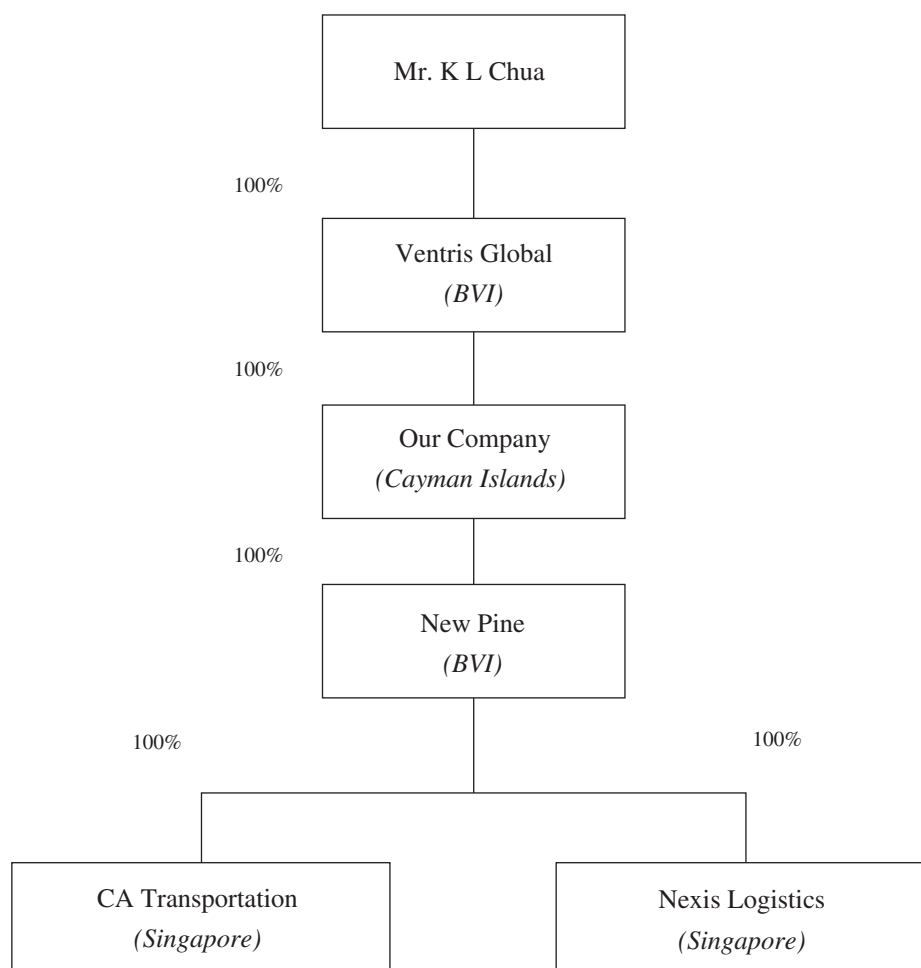 Mr. K L Chua
100%
Ventris Global
(BVI)
100%
Our Company
(Cayman Islands)
100%
New Pine
(BVI)
100%
100%
CA Transportation
(Singapore)
Nexis Logistics
(Singapore)